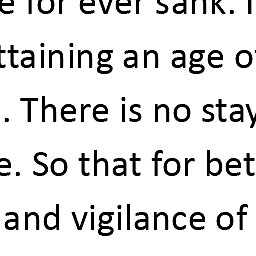 e for ever sank. I
ttaining an age of
. There is no stay
e. So that for bet
and vigilance of